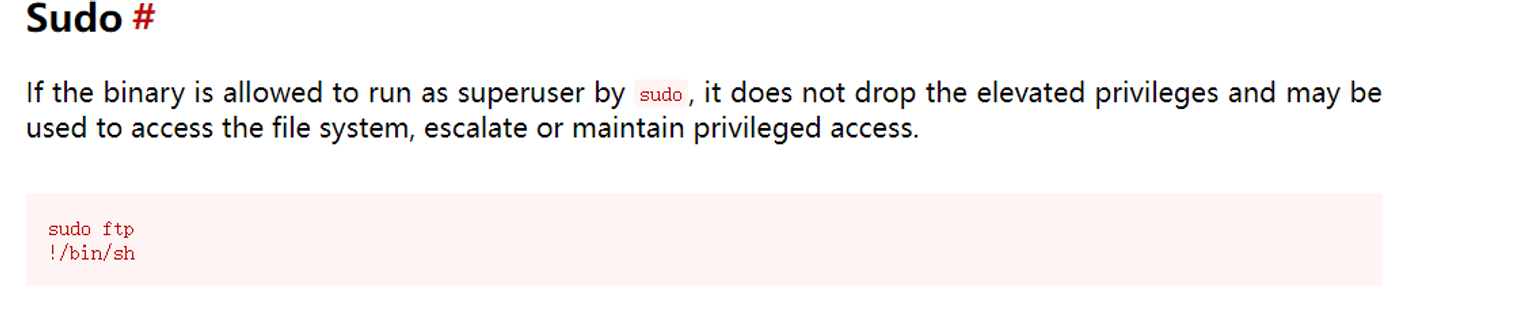 Sudo #
If the binary is allowed to run as superuser by sudo, it does not drop the elevated privileges and may be
used to access the file system, escalate or maintain privileged access.
sudo ftp
!/bin/sh